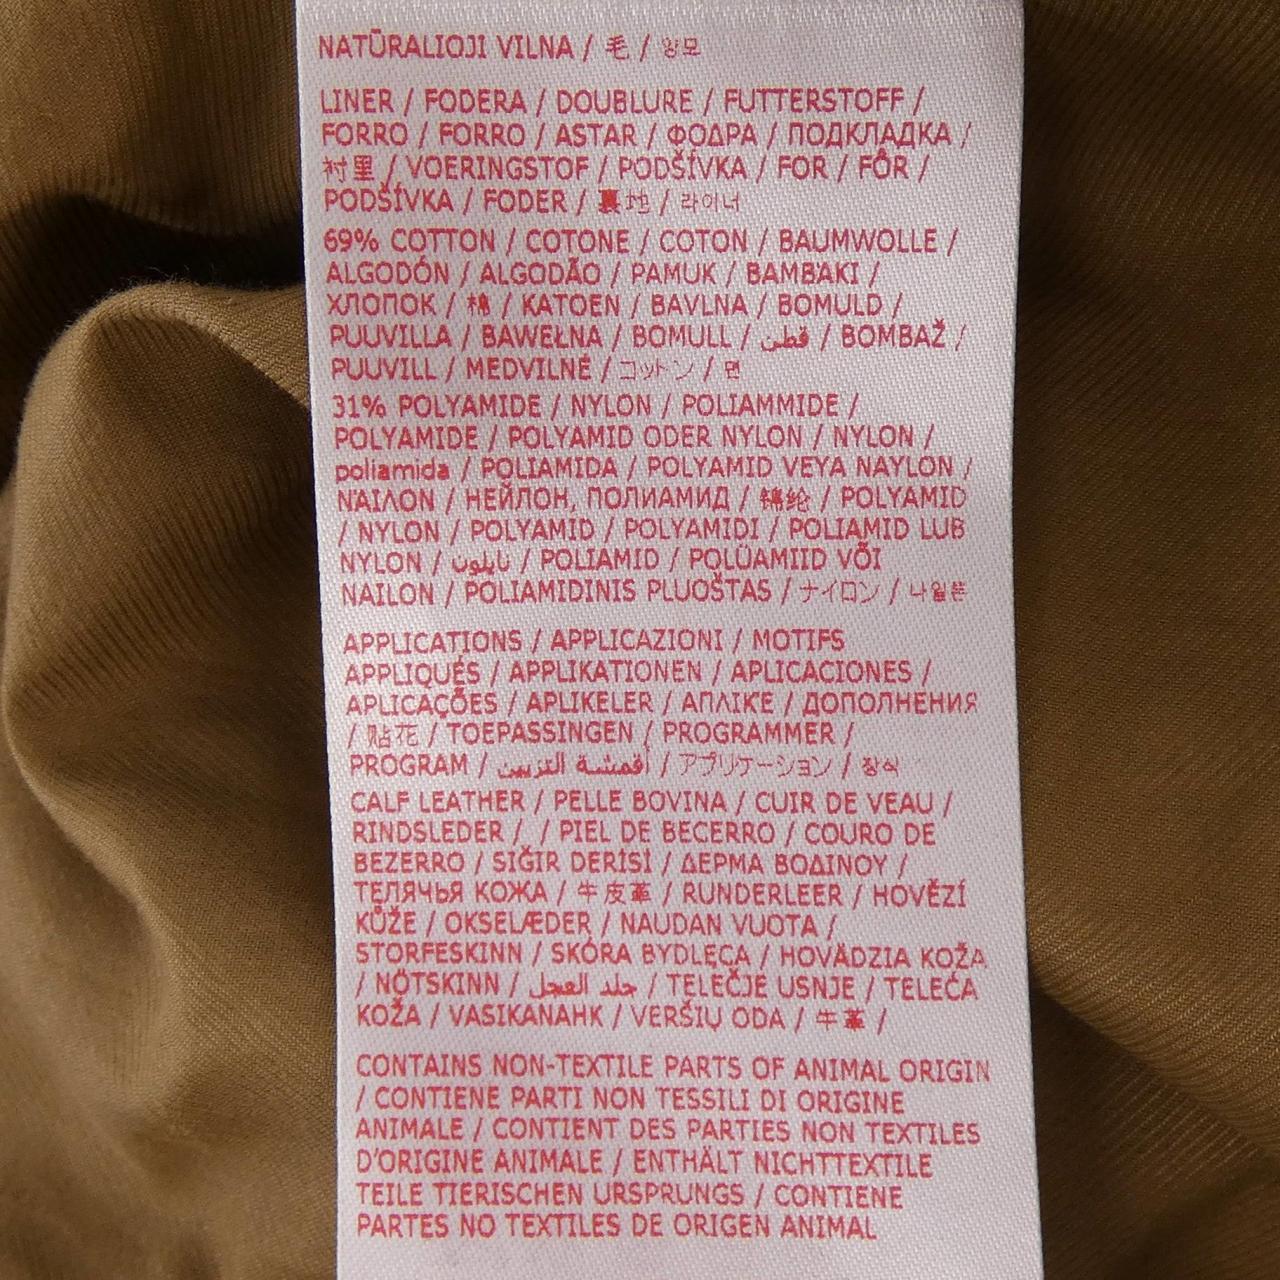 NATŪRALIOJI VILNA / 毛 / 양모
LINER / FODERA / DOUBLURE / FUTTERSTOFF /
FORRO / FORRO / ASTAR / ΦΟΔΡΑ / ПОДКЛАДКА /
衬里 / VOERINGSTOF / PODŠÍVKA / FOR / FÔR /
PODŠÍVKA / FODER / 裏地 / 라이너
69% COTTON / COTONE / COTON / BAUMWOLLE /
ALGODÓN / ALGODÃO / PAMUK / ΒΑΜΒΆΚΙ /
ХЛОПОК / 棉 / KATOEN / BAVLNA / BOMULD /
PUUVILLA / BAWEŁNA / BOMULL / قطن / BOMBAŽ /
PUUVILL / MEDVILNĖ / コットン / 면
31% POLYAMIDE / NYLON / POLIAMMIDE /
POLYAMIDE / POLYAMID ODER NYLON / NYLON /
poliamida / POLIAMIDA / POLYAMID VEYA NAYLON /
ΝΆΙΛΟΝ / НЕЙЛОН, ПОЛИАМИД / 锦纶 / POLYAMID
/ NYLON / POLYAMID / POLYAMIDI / POLIAMID LUB
NYLON / نايلون / POLIAMID / POLÜAMIID VÕI
NAILON / POLIAMIDINIS PLUOŠTAS / ナイロン / 나일론
APPLICATIONS / APPLICAZIONI / MOTIFS
APPLIQUÉS / APPLIKATIONEN / APLICACIONES /
APLICAÇÕES / APLIKELER / ΑΠΛΙΚΕ / ДОПОЛНЕНИЯ
/ 贴花 / TOEPASSINGEN / PROGRAMMER /
PROGRAM / أقمشة التزيين / アプリケーション / 장식
CALF LEATHER / PELLE BOVINA / CUIR DE VEAU /
RINDSLEDER / / PIEL DE BECERRO / COURO DE
BEZERRO / SIĞIR DERİSİ / ΔΕΡΜΑ ΒΟΔΙΝΟΥ /
ТЕЛЯЧЬЯ КОЖА / 牛皮革 / RUNDERLEER / HOVĚZÍ
KŮŽE / OKSELÆDER / NAUDAN VUOTA /
STORFESKINN / SKÓRA BYDLĘCA / HOVÄDZIA KOŽA
/ NÖTSKINN / جلد العجل / TELEČJE USNJE / TELEĆA
KOŽA / VASIKANAHK / VERŠIŲ ODA / 牛革 /
CONTAINS NON-TEXTILE PARTS OF ANIMAL ORIGIN
/ CONTIENE PARTI NON TESSILI DI ORIGINE
ANIMALE / CONTIENT DES PARTIES NON TEXTILES
D'ORIGINE ANIMALE / ENTHÄLT NICHTTEXTILE
TEILE TIERISCHEN URSPRUNGS / CONTIENE
PARTES NO TEXTILES DE ORIGEN ANIMAL